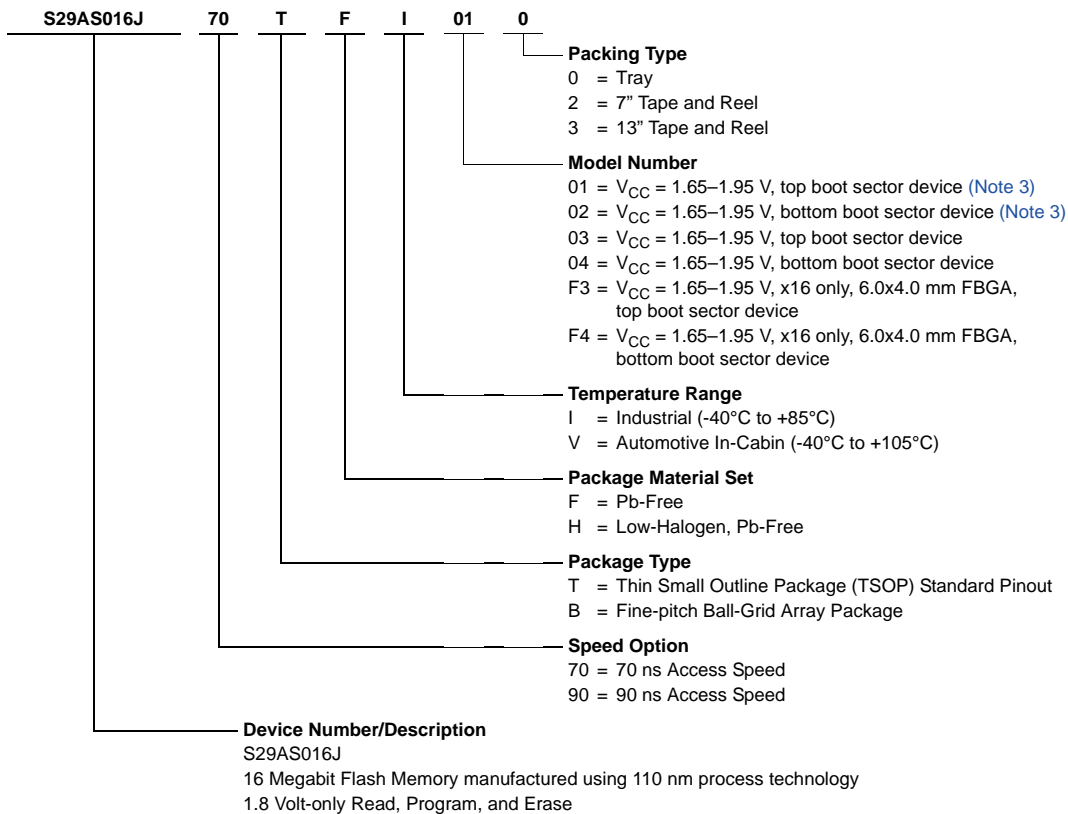 S29AS016J 70 T F I 01 0
Packing Type
0 = Tray
2 = 7” Tape and Reel
3 = 13” Tape and Reel
Model Number
01 = VCC = 1.65–1.95 V, top boot sector device (Note 3)
02 = VCC = 1.65–1.95 V, bottom boot sector device (Note 3)
03 = VCC = 1.65–1.95 V, top boot sector device
04 = VCC = 1.65–1.95 V, bottom boot sector device
F3 = VCC = 1.65–1.95 V, x16 only, 6.0x4.0 mm FBGA,
top boot sector device
F4 = VCC = 1.65–1.95 V, x16 only, 6.0x4.0 mm FBGA,
bottom boot sector device
Temperature Range
I = Industrial (-40°C to +85°C)
V = Automotive In-Cabin (-40°C to +105°C)
Package Material Set
F = Pb-Free
H = Low-Halogen, Pb-Free
Package Type
T = Thin Small Outline Package (TSOP) Standard Pinout
B = Fine-pitch Ball-Grid Array Package
Speed Option
70 = 70 ns Access Speed
90 = 90 ns Access Speed
Device Number/Description
S29AS016J
16 Megabit Flash Memory manufactured using 110 nm process technology
1.8 Volt-only Read, Program, and Erase